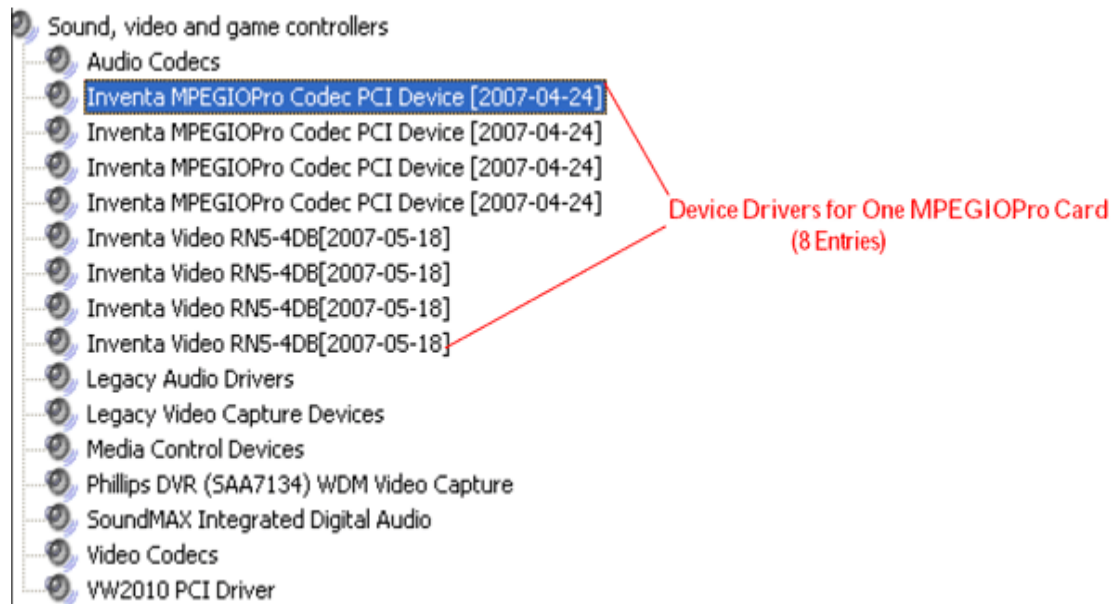 Sound, video and game controllers
Audio Codecs
Inventa MPEGIOPro Codec PCI Device [2007-04-24]
Inventa MPEGIOPro Codec PCI Device [2007-04-24]
Inventa MPEGIOPro Codec PCI Device [2007-04-24]
Inventa MPEGIOPro Codec PCI Device [2007-04-24]
Device Drivers for One MPEGIOPro Card
(8 Entries)
Inventa Video RN5-4DB[2007-05-18]
Inventa Video RN5-4DB[2007-05-18]
Inventa Video RN5-4DB[2007-05-18]
Inventa Video RN5-4DB[2007-05-18]
Legacy Audio Drivers
Legacy Video Capture Devices
Media Control Devices
Phillips DVR (SAA7134) WDM Video Capture
SoundMAX Integrated Digital Audio
Video Codecs
VW2010 PCI Driver